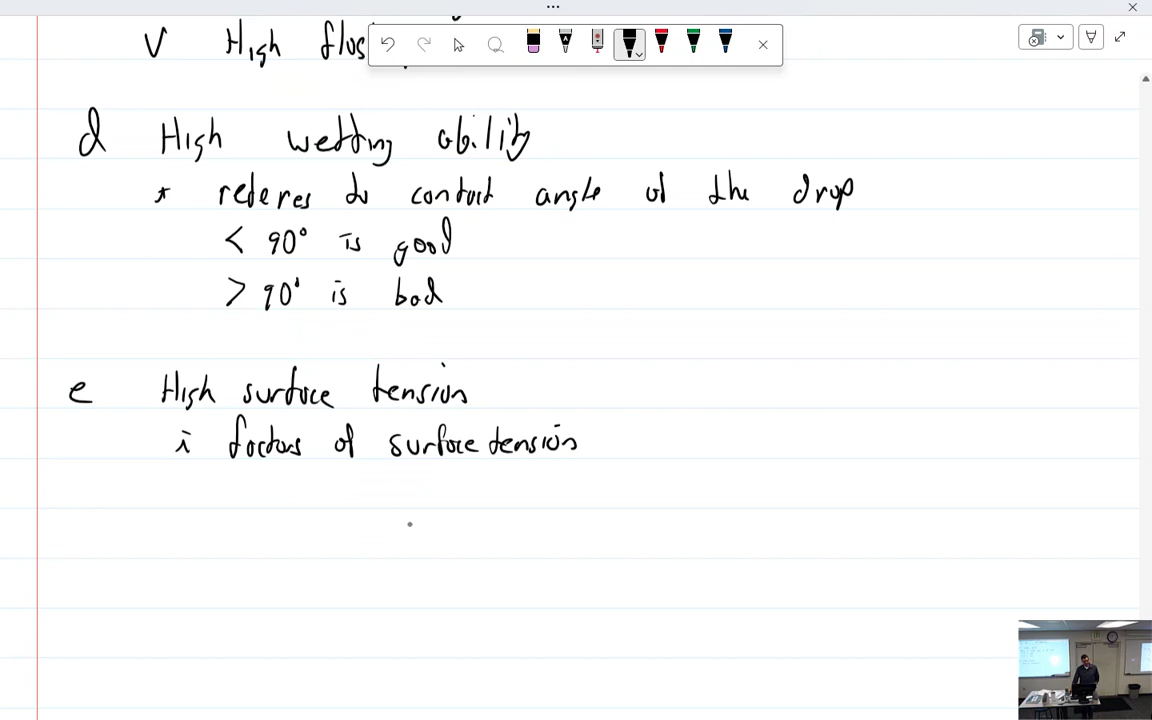 V High
d High wetting ability
* referes to contact angle of the drop
< 90° is good
> 90° is bad
e High surface tension
i factors of surface tension